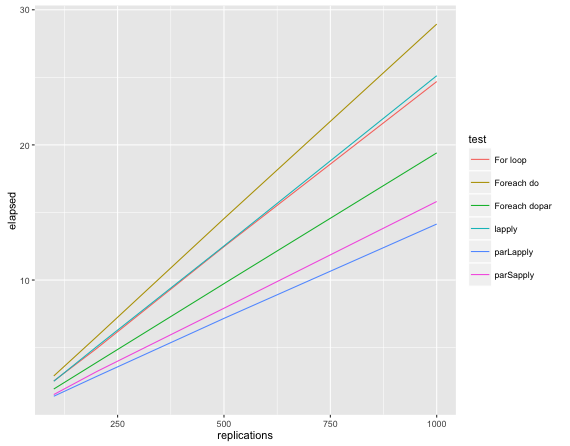 30
20
10
elapsed
250
500
750
1000
replications
test
For loop
Foreach do
Foreach dopar
lapply
parLapply
parSapply